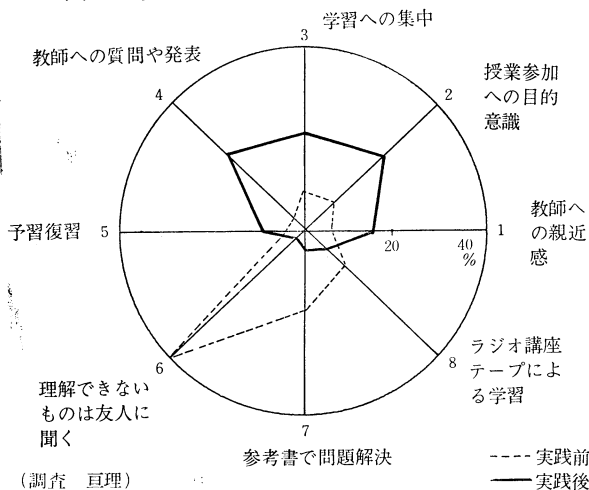 3
学習への集中
教師への質問や発表
4
2
授業参加
への目的
意識
予習復習
5
1
教師へ
の親近
感
20
40
%
6
理解できない
ものは友人に
聞く
8
ラジオ講座
テープによ
る学習
7
参考書で問題解決
実践前
実践後
(調査 亘理)